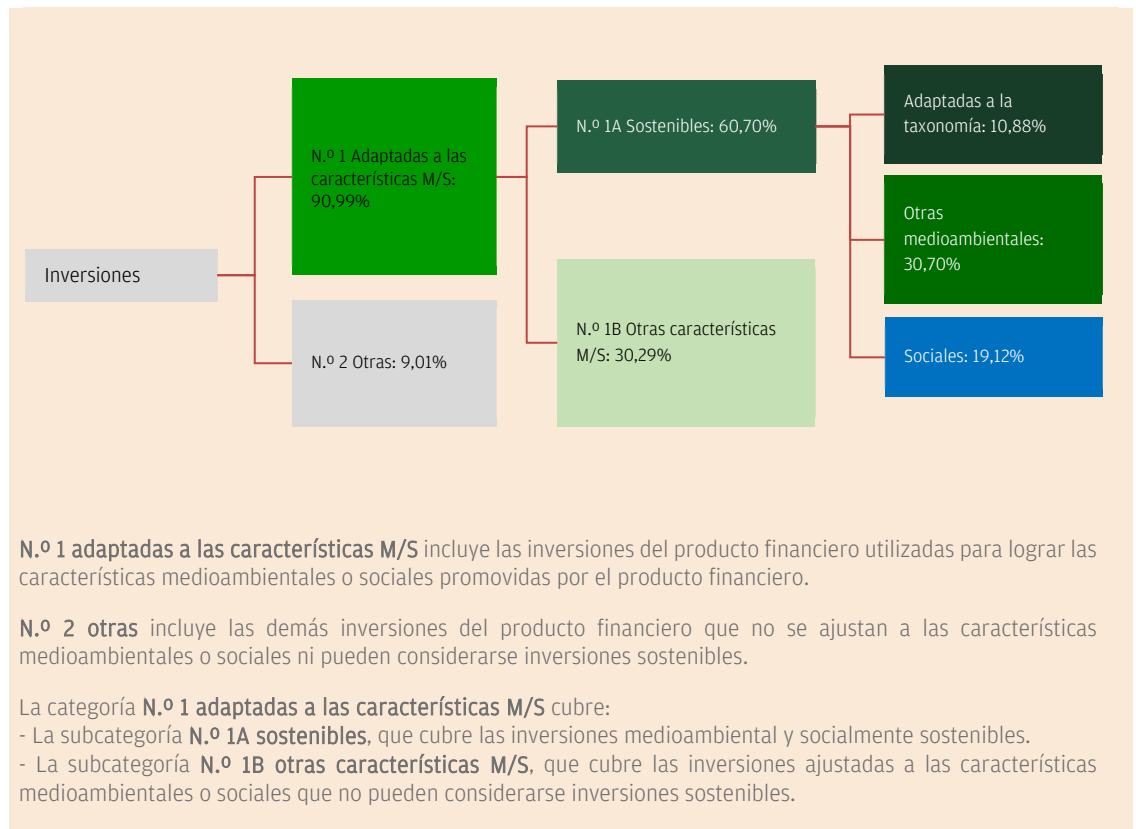 Inversiones
N.º 1 Adaptadas a las
características M/S:
90,99%
N.º 2 Otras: 9,01%
N.º 1A Sostenibles: 60,70%
N.º 1B Otras características
M/S: 30,29%
Adaptadas a la
taxonomía: 10,88%
Otras
medioambientales:
30,70%
Sociales: 19,12%
N.º 1 adaptadas a las características M/S incluye las inversiones del producto financiero utilizadas para lograr las
características medioambientales o sociales promovidas por el producto financiero.
N.º 2 otras incluye las demás inversiones del producto financiero que no se ajustan a las características
medioambientales o sociales ni pueden considerarse inversiones sostenibles.
La categoría N.º 1 adaptadas a las características M/S cubre:
- La subcategoría N.º 1A sostenibles, que cubre las inversiones medioambiental y socialmente sostenibles.
- La subcategoría N.º 1B otras características M/S, que cubre las inversiones ajustadas a las características
medioambientales o sociales que no pueden considerarse inversiones sostenibles.